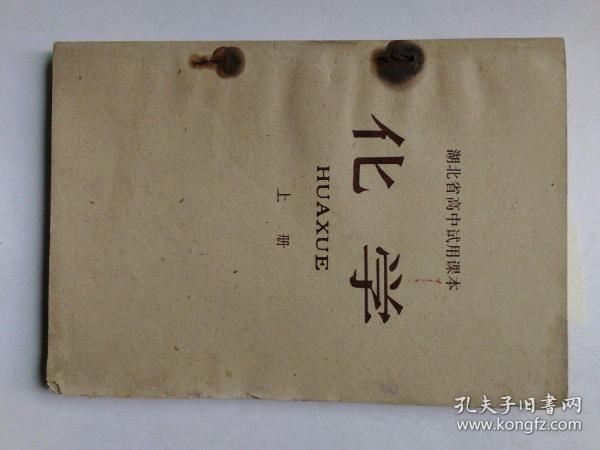 湖北省高中试用课本
化学
HUAXUE
上册
孔夫子旧书网
www.kongfz.com